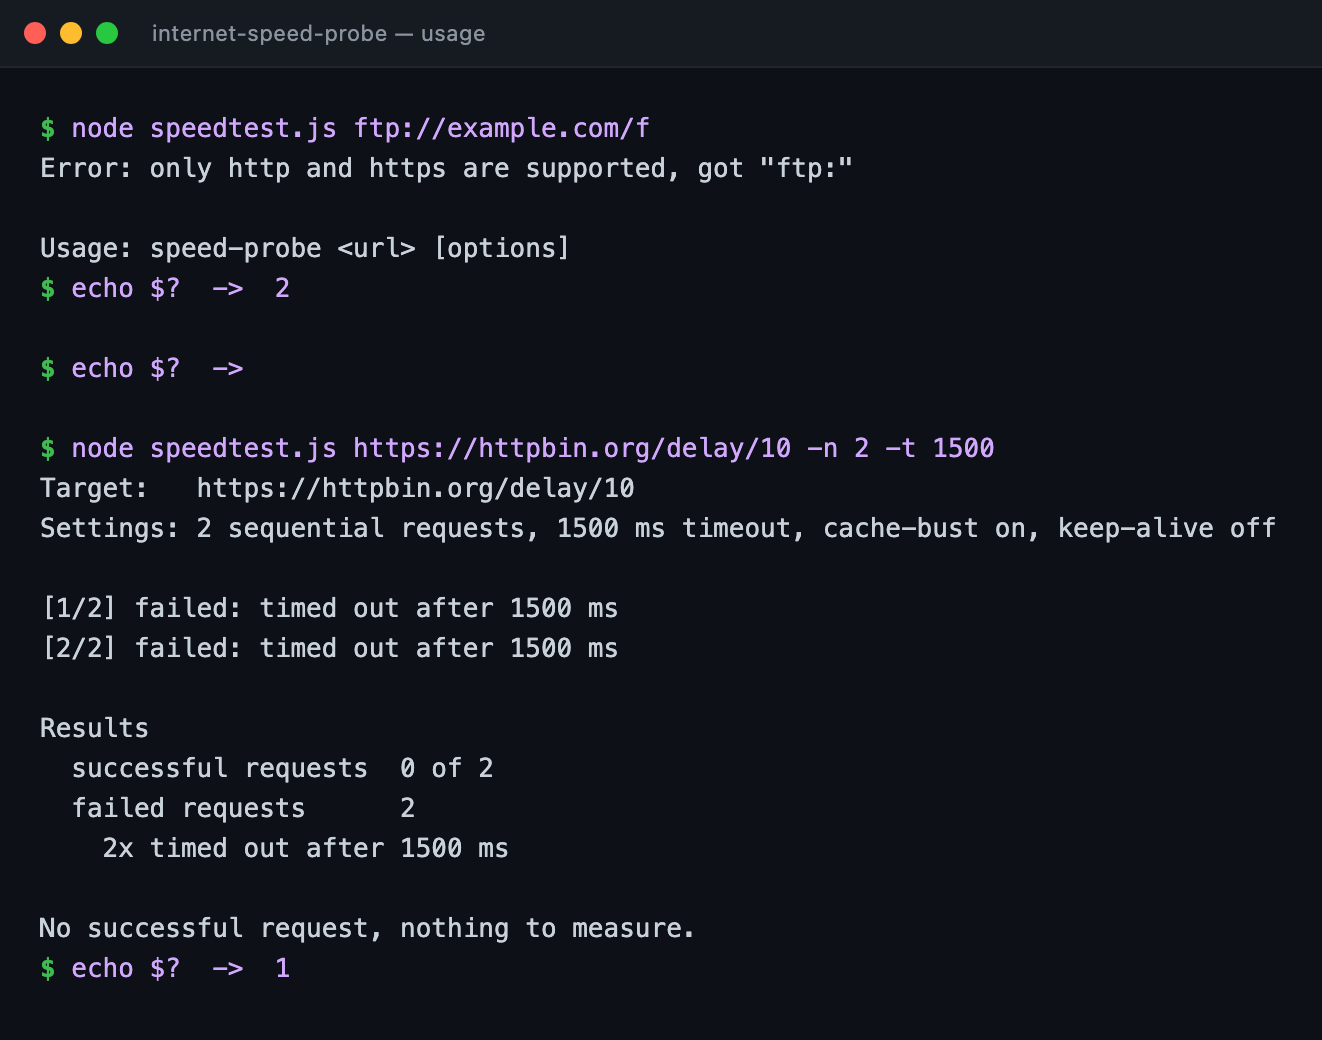 internet-speed-probe — usage
$ node speedtest.js ftp://example.com/f
Error: only http and https are supported, got "ftp:"
Usage: speed-probe <url> [options]
$ echo $?  ->  2
$ echo $?  ->
$ node speedtest.js https://httpbin.org/delay/10 -n 2 -t 1500
Target:   https://httpbin.org/delay/10
Settings: 2 sequential requests, 1500 ms timeout, cache-bust on, keep-alive off
[1/2] failed: timed out after 1500 ms
[2/2] failed: timed out after 1500 ms
Results
  successful requests  0 of 2
  failed requests      2
    2x timed out after 1500 ms
No successful request, nothing to measure.
$ echo $?  ->  1